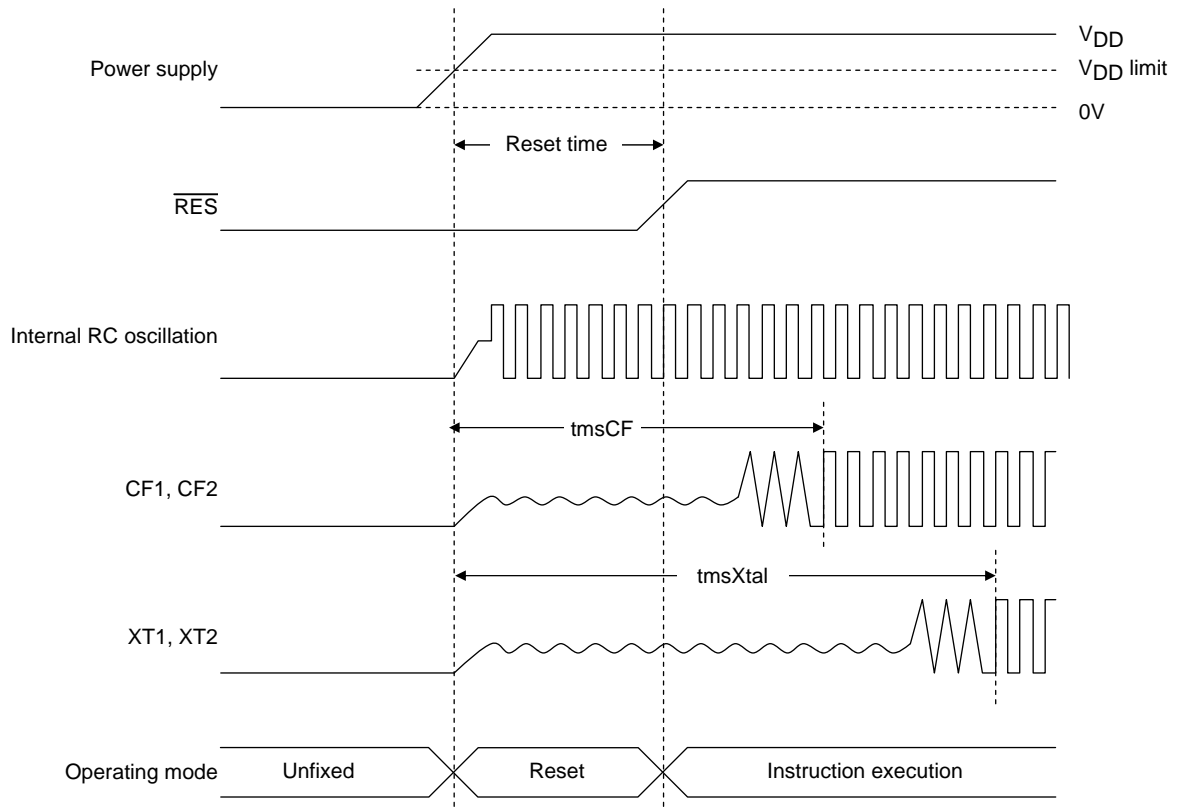 VDD
Power supply
VDD limit
0V
Reset time
RES
Internal RC oscillation
tmsCF
CF1, CF2
tmsXtal
XT1, XT2
Operating mode
Unfixed
Reset
Instruction execution